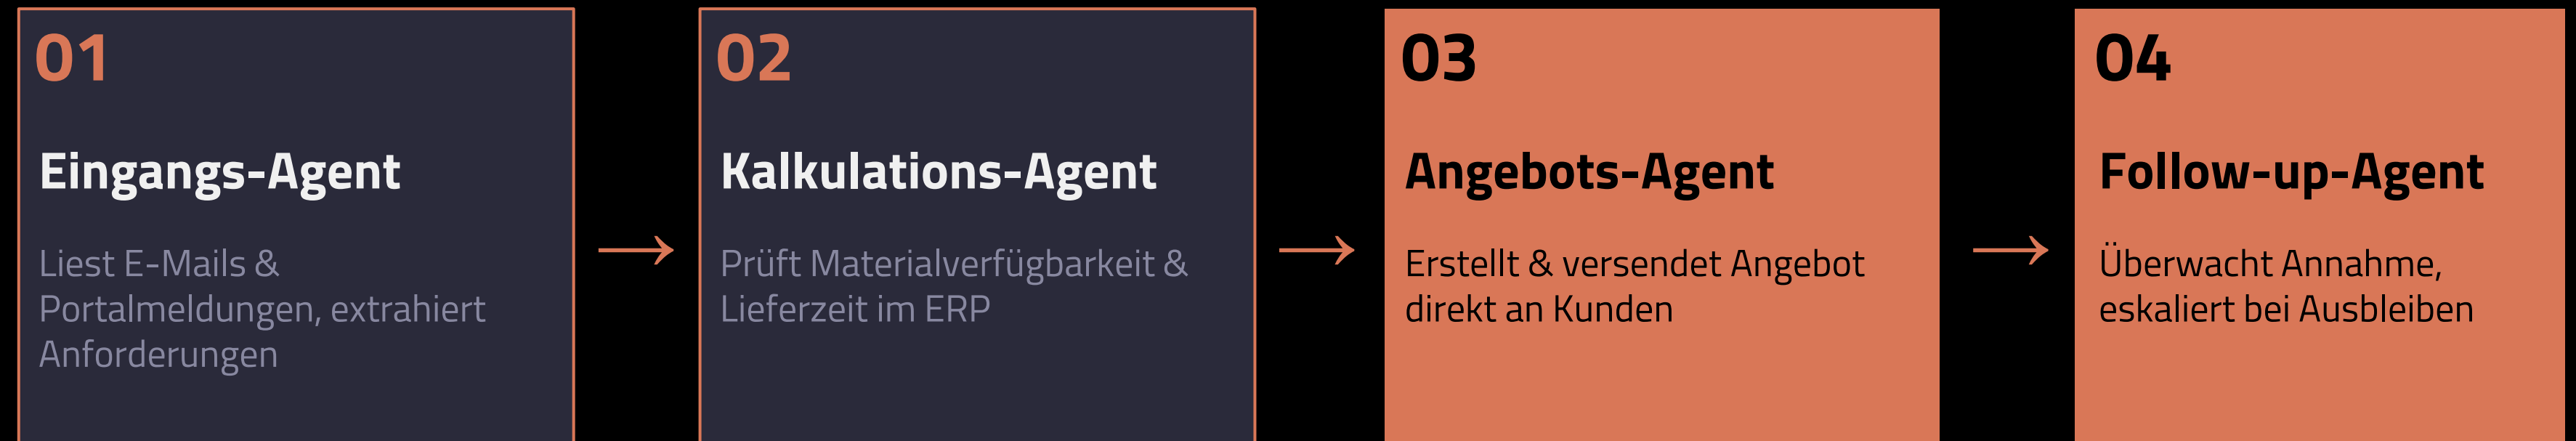 01
Eingangs-Agent
Liest E-Mails &
Portalmeldungen, extrahiert
Anforderungen
→
02
Kalkulations-Agent
Prüft Materialverfügbarkeit &
Lieferzeit im ERP
→
03
Angebots-Agent
Erstellt & versendet Angebot
direkt an Kunden
→
04
Follow-up-Agent
Überwacht Annahme,
eskaliert bei Ausbleiben